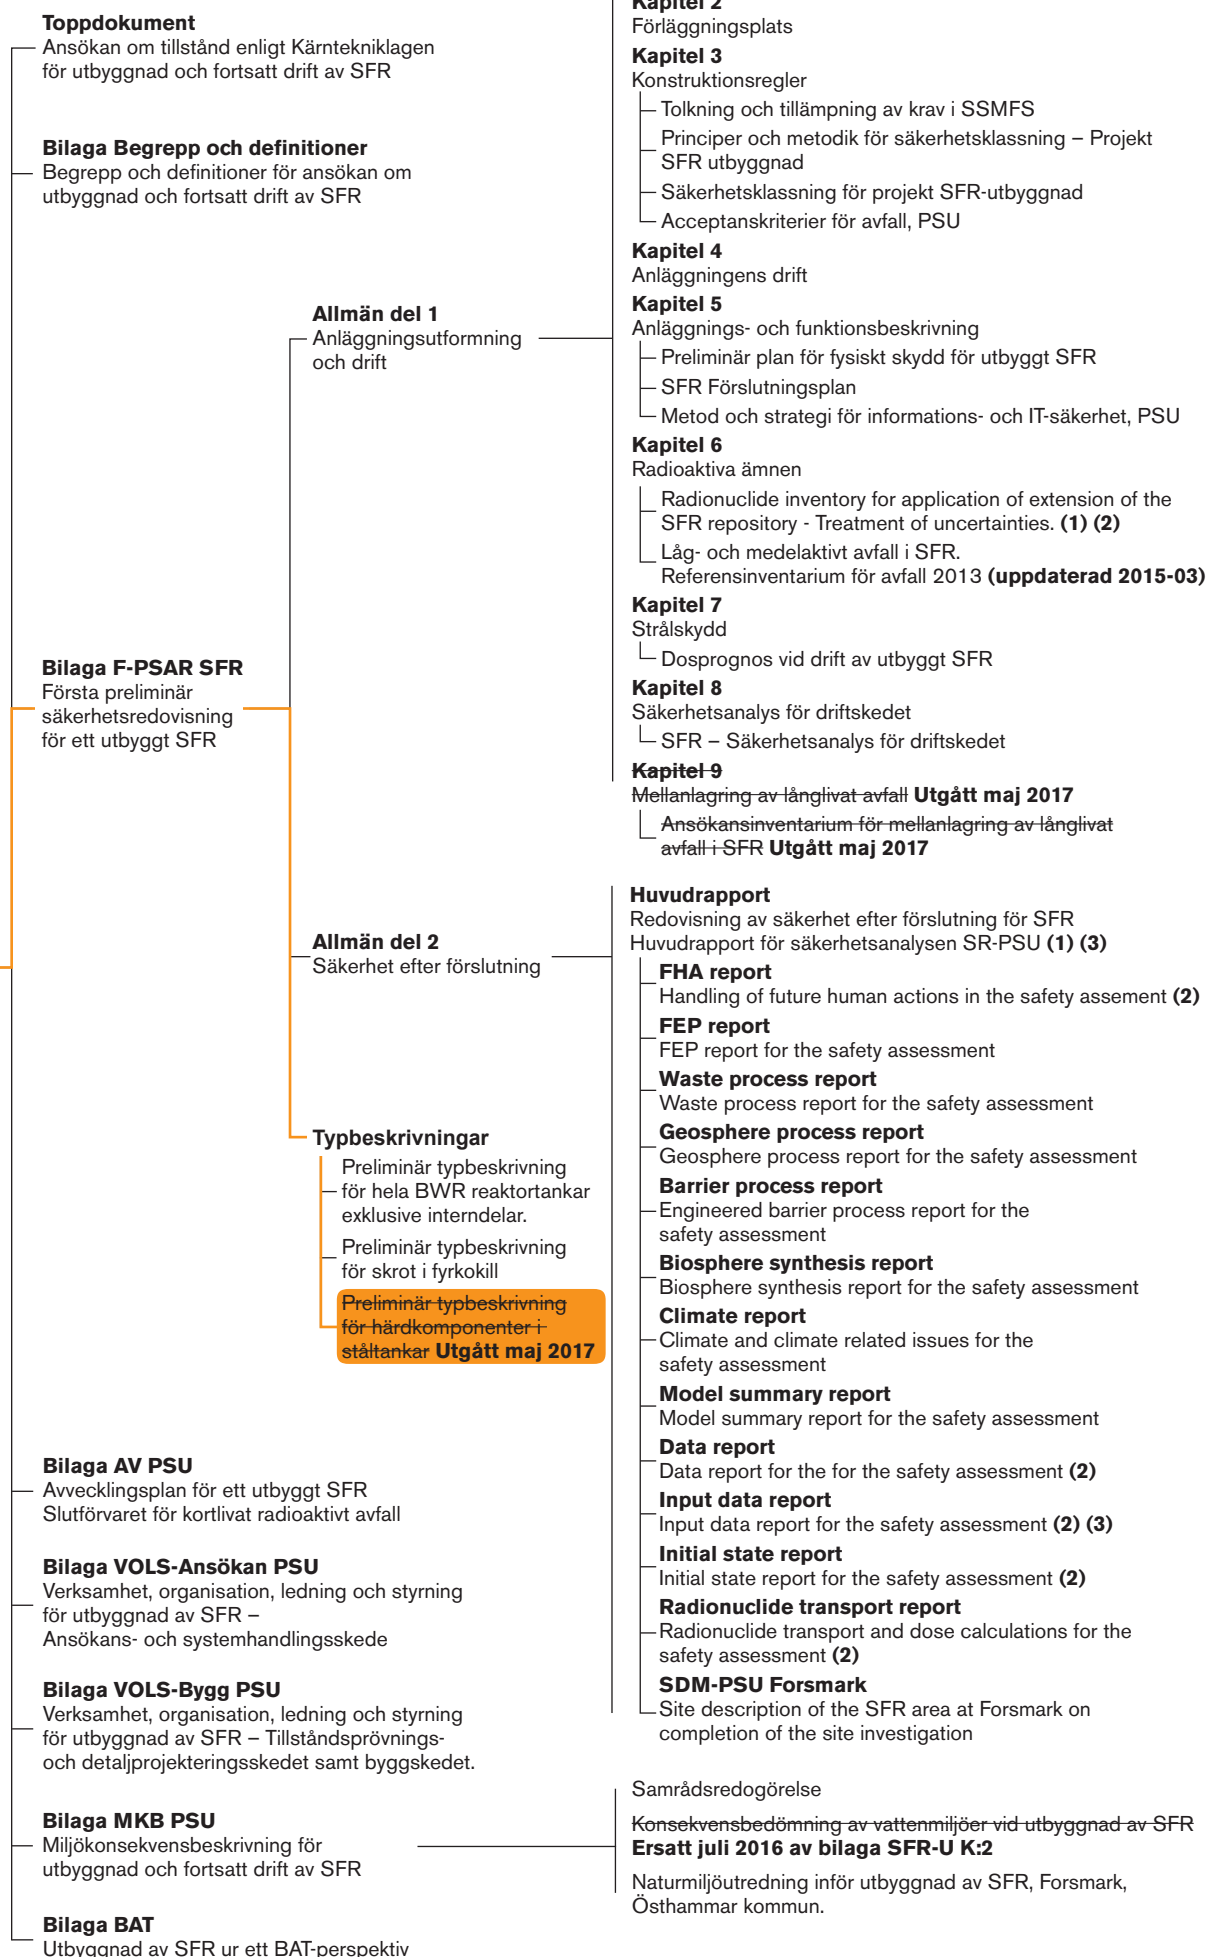 Toppdokument
Ansökan om tillstånd enligt Kärntekniklagen
för utbyggnad och fortsatt drift av SFR
Bilaga Begrepp och definitioner
Begrepp och definitioner för ansökan om
utbyggnad och fortsatt drift av SFR
Bilaga F-PSAR SFR
Första preliminär
säkerhetsredovisning
för ett utbyggt SFR
Allmän del 1
Anläggningsutformning
och drift
Kapitel 2
Förläggningsplats
Kapitel 3
Konstruktionsregler
Tolkning och tillämpning av krav i SSMFS
Principer och metodik för säkerhetsklassning – Projekt
SFR utbyggnad
Säkerhetsklassning för projekt SFR-utbyggnad
Acceptanskriterier för avfall, PSU
Kapitel 4
Anläggningens drift
Kapitel 5
Anläggnings- och funktionsbeskrivning
Preliminär plan för fysiskt skydd för utbyggt SFR
SFR Förslutningsplan
Metod och strategi för informations- och IT-säkerhet, PSU
Kapitel 6
Radioaktiva ämnen
Radionuclide inventory for application of extension of the
SFR repository - Treatment of uncertainties. (1) (2)
Låg- och medelaktivt avfall i SFR.
Referensinventarium för avfall 2013 (uppdaterad 2015-03)
Kapitel 7
Strålskydd
Dosprognos vid drift av utbyggt SFR
Kapitel 8
Säkerhetsanalys för driftskedet
SFR – Säkerhetsanalys för driftskedet
Kapitel 9
Mellanlagring av långlivat avfall Utgått maj 2017
Ansökansinventarium för mellanlagring av långlivat
avfall i SFR Utgått maj 2017
Allmän del 2
Säkerhet efter förslutning
Huvudrapport
Redovisning av säkerhet efter förslutning för SFR
Huvudrapport för säkerhetsanalysen SR-PSU (1) (3)
FHA report
Handling of future human actions in the safety assement (2)
FEP report
FEP report for the safety assessment
Waste process report
Waste process report for the safety assessment
Geosphere process report
Geosphere process report for the safety assessment
Barrier process report
Engineered barrier process report for the
safety assessment
Biosphere synthesis report
Biosphere synthesis report for the safety assessment
Climate report
Climate and climate related issues for the
safety assessment
Model summary report
Model summary report for the safety assessment
Data report
Data report for the for the safety assessment (2)
Input data report
Input data report for the safety assessment (2) (3)
Initial state report
Initial state report for the safety assessment (2)
Radionuclide transport report
Radionuclide transport and dose calculations for the
safety assessment (2)
SDM-PSU Forsmark
Site description of the SFR area at Forsmark on
completion of the site investigation
Typbeskrivningar
Preliminär typbeskrivning
för hela BWR reaktortankar
exklusive interndelar.
Preliminär typbeskrivning
för skrot i fyrkokill
Preliminär typbeskrivning
för härdkomponenter i
ståltankar Utgått maj 2017
Bilaga AV PSU
Avvecklingsplan för ett utbyggt SFR
Slutförvaret för kortlivat radioaktivt avfall
Bilaga VOLS-Ansökan PSU
Verksamhet, organisation, ledning och styrning
för utbyggnad av SFR –
Ansökans- och systemhandlingsskede
Bilaga VOLS-Bygg PSU
Verksamhet, organisation, ledning och styrning
för utbyggnad av SFR – Tillståndsprövnings-
och detaljprojekteringsskedet samt byggskedet.
Bilaga MKB PSU
Miljökonsekvensbeskrivning för
utbyggnad och fortsatt drift av SFR
Samrådsredogörelse
Konsekvensbedömning av vattenmiljöer vid utbyggnad av SFR
Ersatt juli 2016 av bilaga SFR-U K:2
Naturmiljöutredning inför utbyggnad av SFR, Forsmark,
Östhammar kommun.
Bilaga BAT
Utbyggnad av SFR ur ett BAT-perspektiv